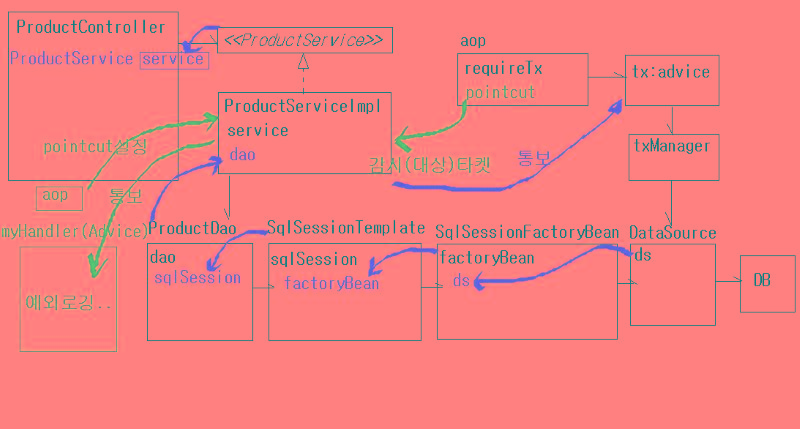 ProductController
ProductService service
<<ProductService>>
aop
requireTx
pointcut
tx:advice
ProductServiceImpl
service
dao
pointcut설정
감시(대상)타켓
통보
txManager
aop
통보
myHandler(Advice)
예외로깅..
ProductDao
dao
sqlSession
SqlSessionTemplate
sqlSession
factoryBean
SqlSessionFactoryBean
factoryBean
ds
DataSource
ds
DB